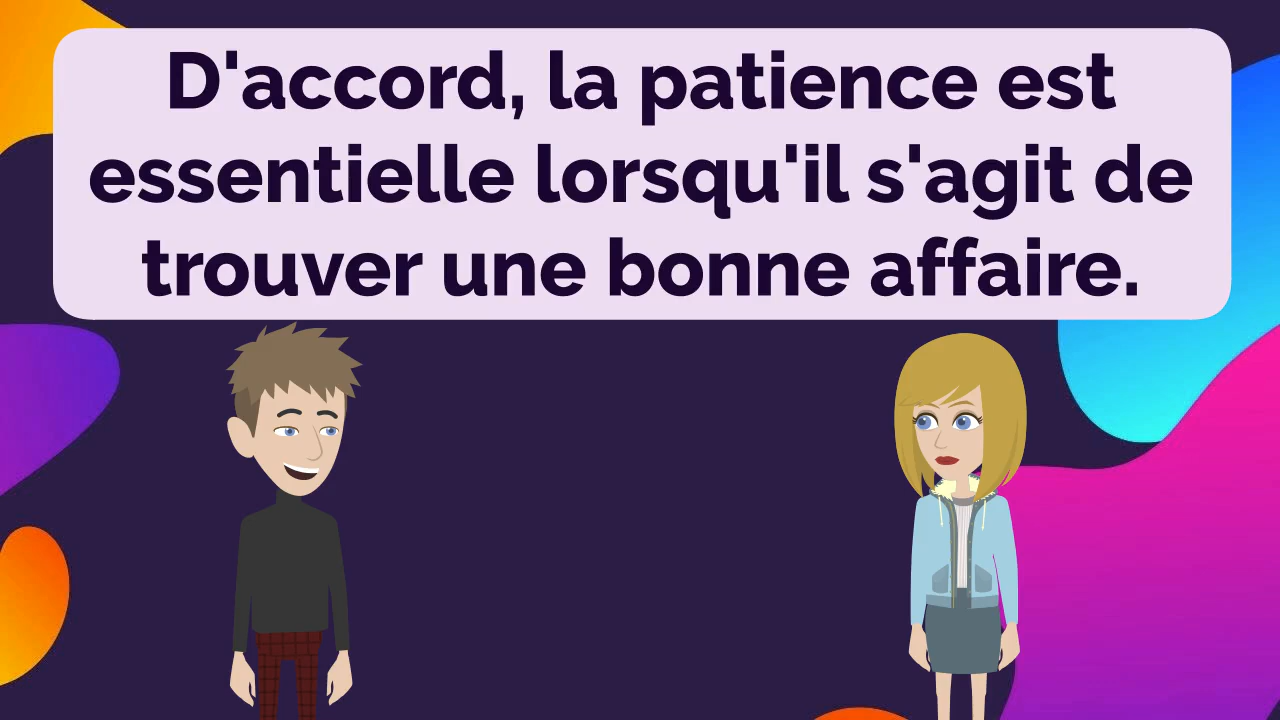 D'accord, la patience est
essentielle lorsqu'il s'agit de
trouver une bonne affaire.